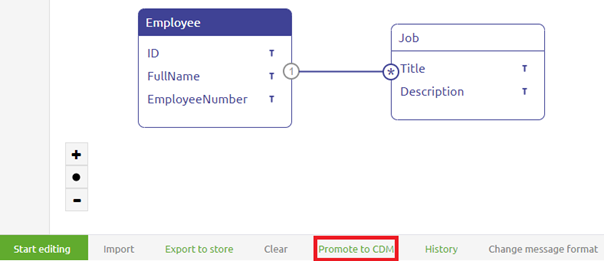 Employee
ID T
FullName T
EmployeeNumber T
1
*
Job
Title T
Description T
+
-
Start editing Import Export to store Clear Promote to CDM History Change message format